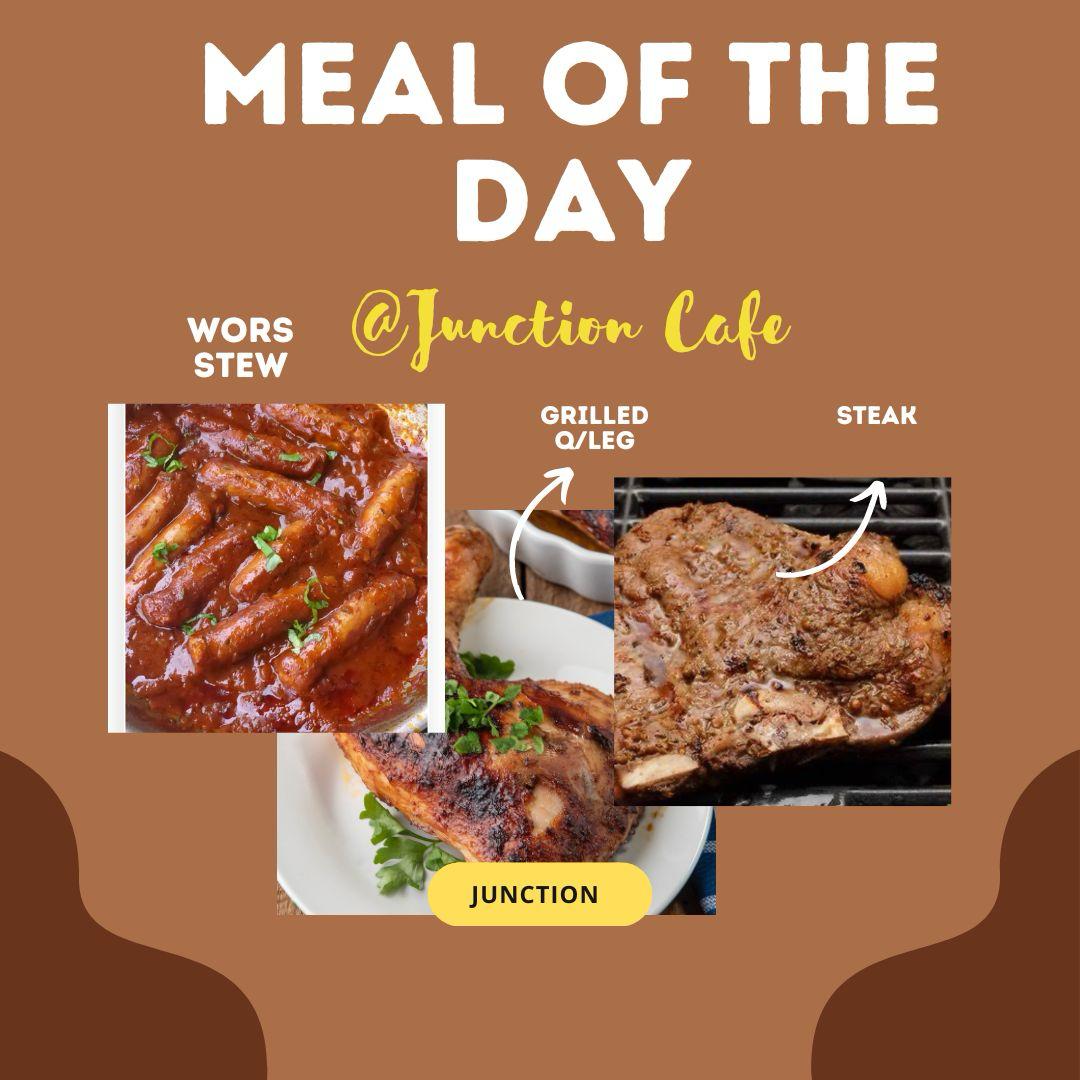 MEAL OF THE
DAY
@Junction Cafe
WORS
STEW
GRILLED
Q/LEG
STEAK
JUNCTION